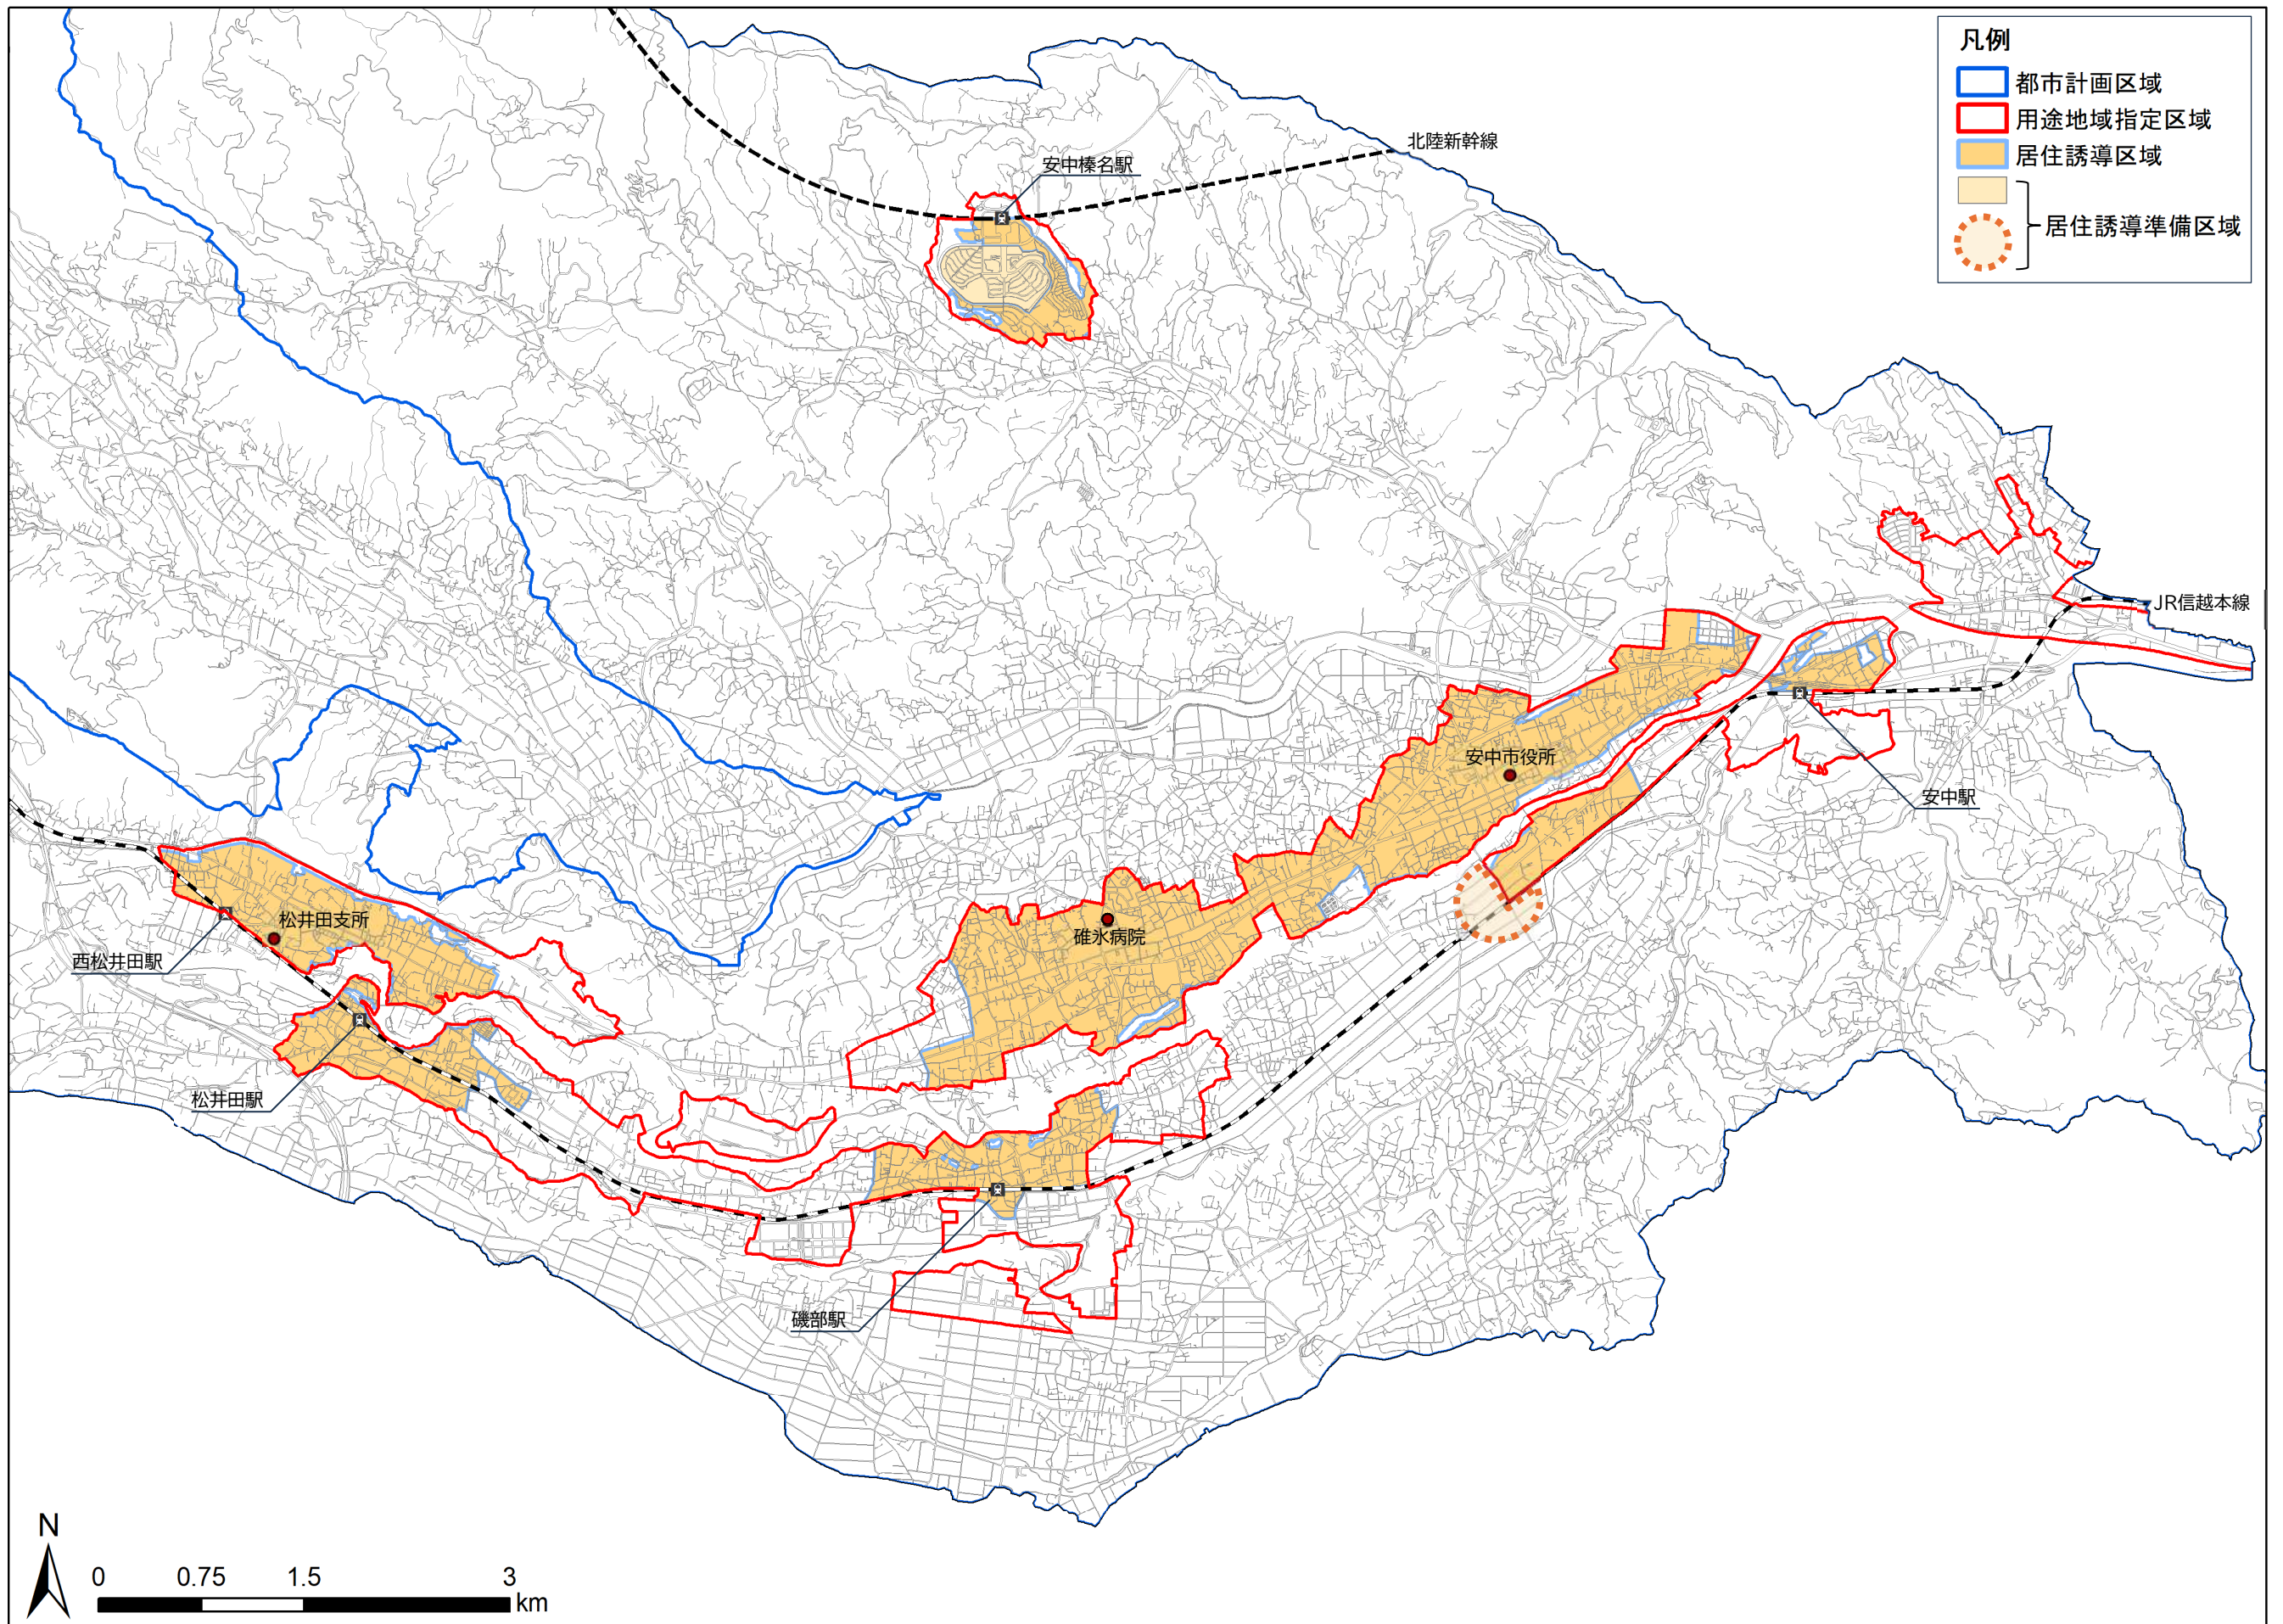 凡例
都市計画区域
用途地域指定区域
居住誘導区域
居住誘導準備区域
北陸新幹線
安中榛名駅
JR信越本線
安中市役所
安中駅
松井田支所
碓氷病院
西松井田駅
松井田駅
磯部駅
N
0 0.75 1.5 3
km